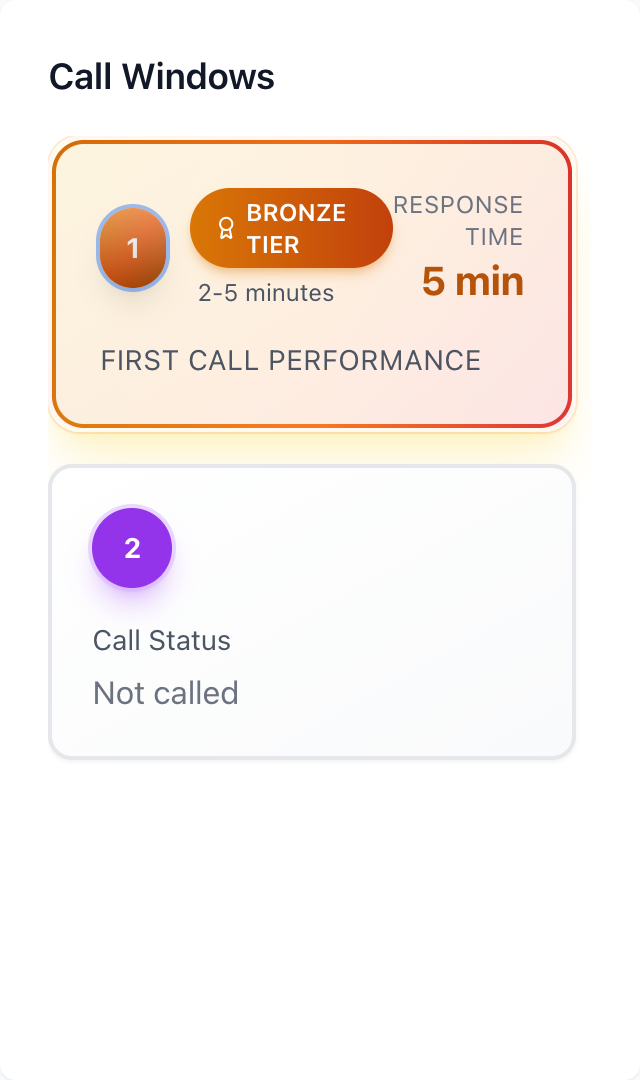 Call Windows
1
BRONZE
TIER
2-5 minutes
RESPONSE
TIME
5 min
FIRST CALL PERFORMANCE
2
Call Status
Not called